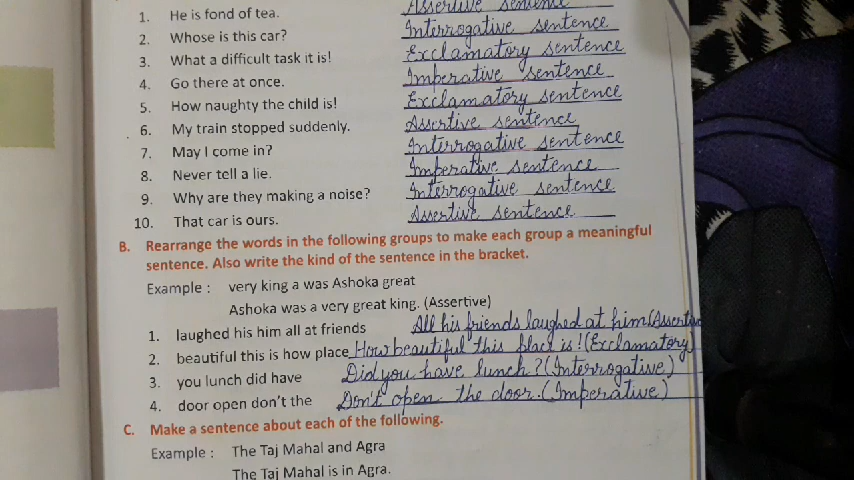 1. He is fond of tea. Assertive sentence
2. Whose is this car? Interrogative sentence
3. What a difficult task it is! Exclamatory sentence
4. Go there at once. Imperative sentence
5. How naughty the child is! Exclamatory sentence
6. My train stopped suddenly. Assertive sentence
7. May I come in? Interrogative sentence
8. Never tell a lie. Imperative sentence
9. Why are they making a noise? Interrogative sentence
10. That car is ours. Assertive sentence
B. Rearrange the words in the following groups to make each group a meaningful
sentence. Also write the kind of the sentence in the bracket.
Example : very king a was Ashoka great
Ashoka was a very great king. (Assertive)
1. laughed his him all at friends All his friends laughed at him (Assertive
2. beautiful this is how place How beautiful this place is! (Exclamatory)
3. you lunch did have Did you have lunch? (Interrogative)
4. door open don't the Don't open the door. (Imperative)
C. Make a sentence about each of the following.
Example : The Taj Mahal and Agra
The Taj Mahal is in Agra.